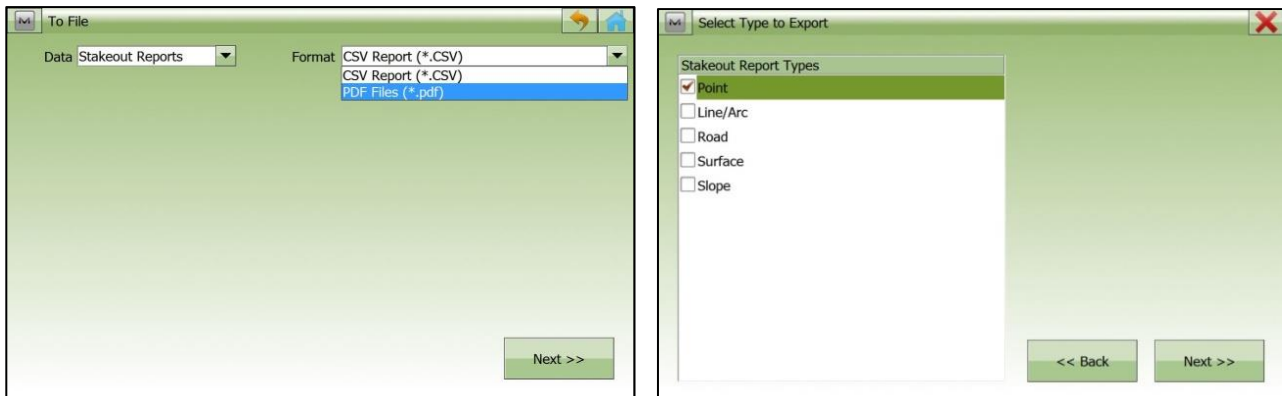 To File
Data Stakeout Reports
Format CSV Report (*.CSV)
CSV Report (*.CSV)
PDF Files (*.pdf)
Next >>
Select Type to Export
Stakeout Report Types
Point
Line/Arc
Road
Surface
Slope
<< Back
Next >>